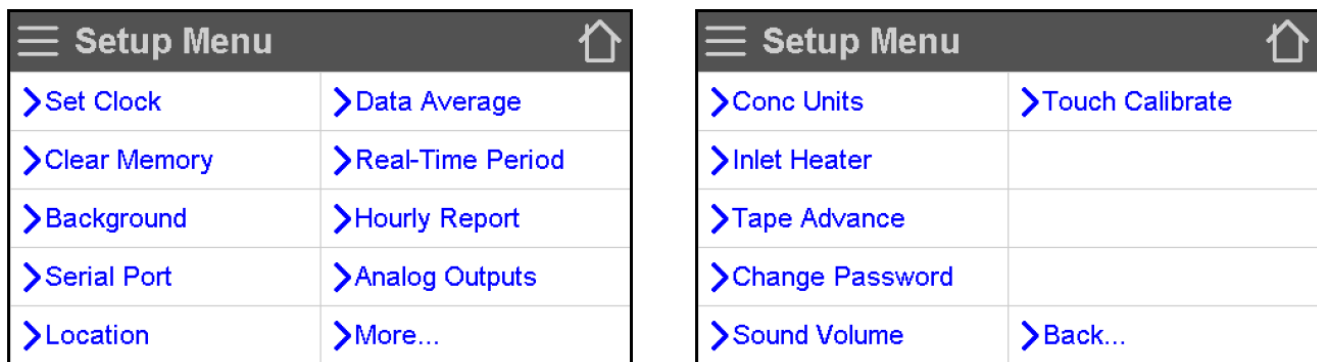 Setup Menu
Set Clock
Data Average
Clear Memory
Real-Time Period
Background
Hourly Report
Serial Port
Analog Outputs
Location
More...
Setup Menu
Conc Units
Touch Calibrate
Inlet Heater
Tape Advance
Change Password
Sound Volume
Back...